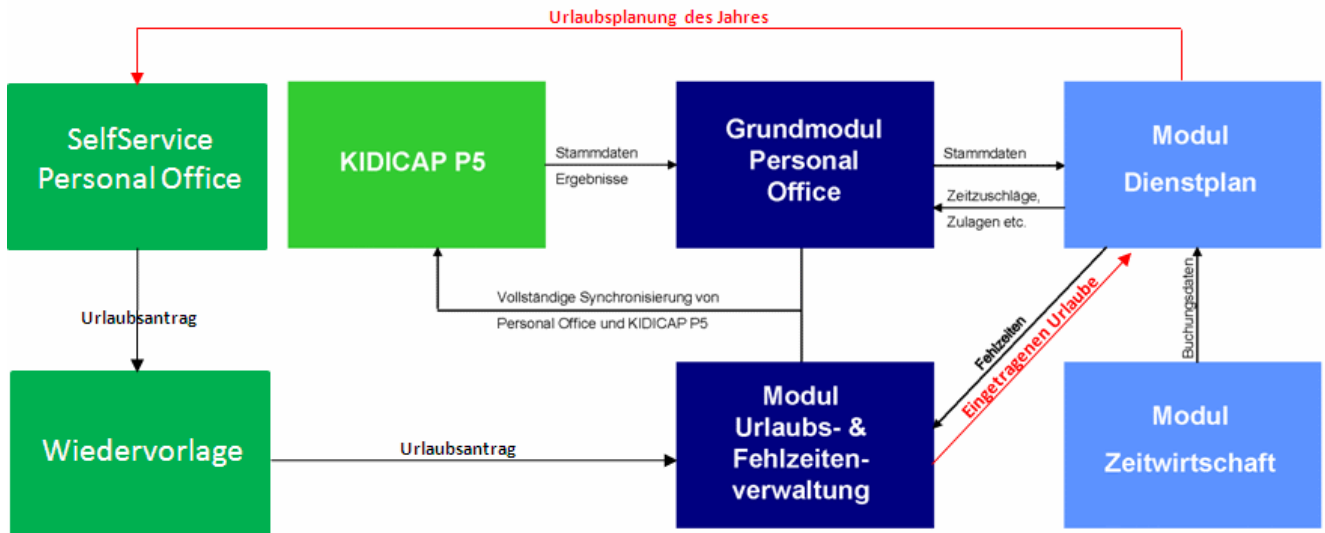 Urlaubsplanung des Jahres
SelfService
Personal Office
KIDICAP P5
Stammdaten
Ergebnisse
Grundmodul
Personal
Office
Stammdaten
Zeitzuschläge,
Zulagen etc.
Modul
Dienstplan
Urlaubsantrag
Vollständige Synchronisierung von
Personal Office und KIDICAP P5
Fehlzeiten
Eingetragenen Urlaube
Buchungsdaten
Wiedervorlage
Urlaubsantrag
Modul
Urlaubs- &
Fehlzeiten-
verwaltung
Modul
Zeitwirtschaft